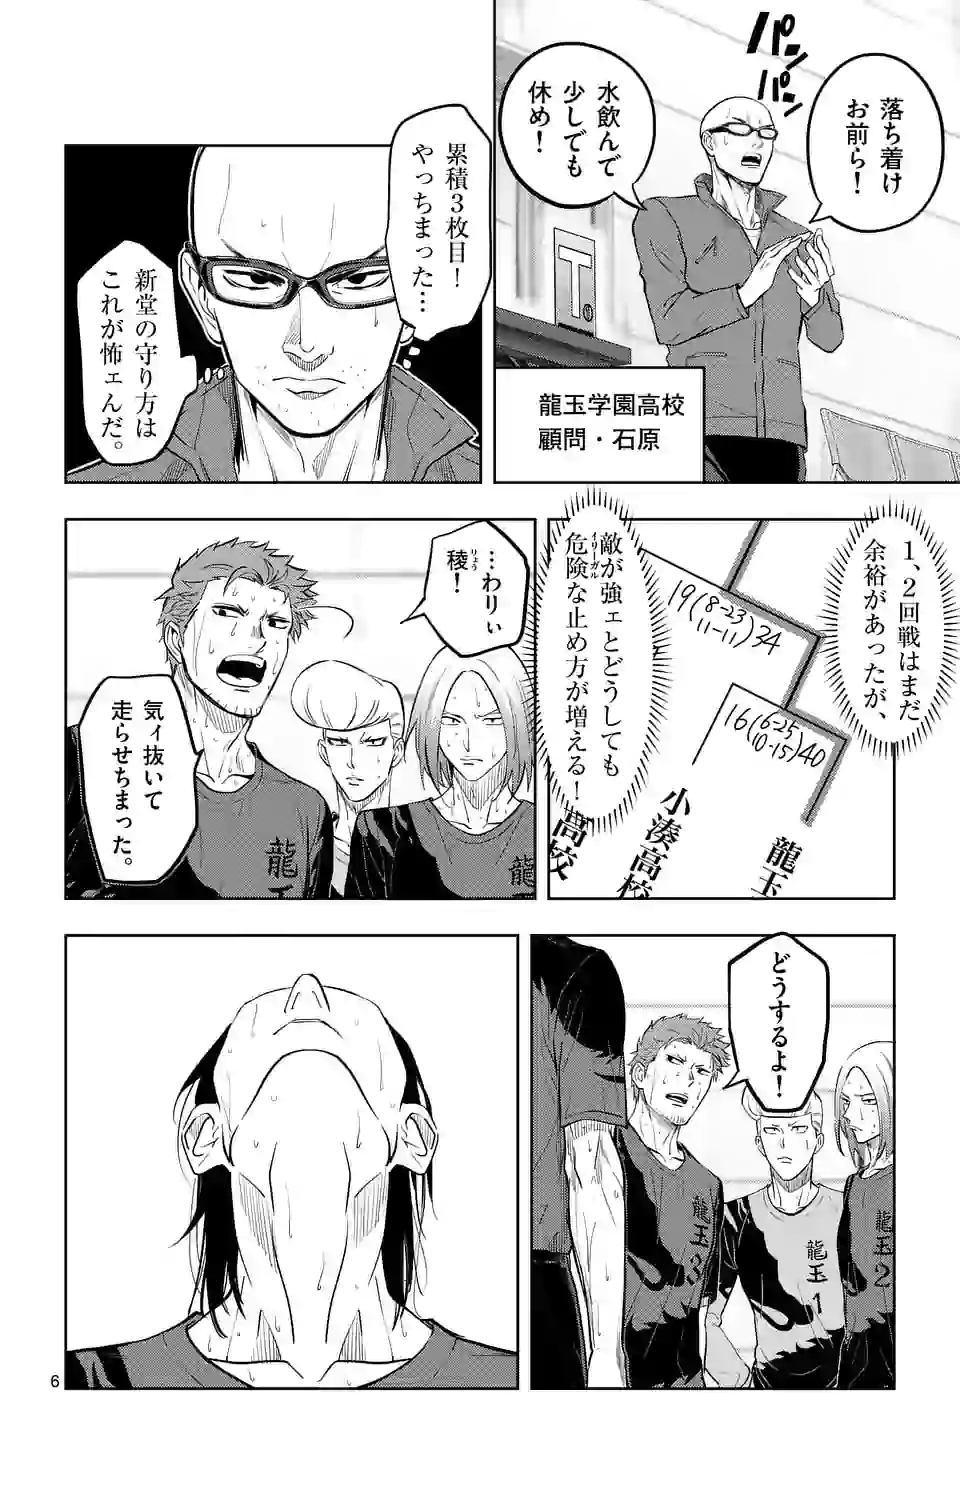 パン
パン
落ち着け
お前ら！
水飲んで
少しでも
休め！
龍玉学園高校
顧問・石原
累積３枚目！
やっちまった…
新堂の守り方は
これが怖ェんだ。
１、２回戦はまだ
余裕があったが、
敵が強ェとどうしても
イリーガル
危険な止め方が増える！
19(8-23 11-11)34
16(6-25 10-15)40
龍玉
小湊高校
高校
…わりぃ
稜！
りょう
気ィ抜いて
走らせちまった。
龍玉
龍
どうするよ！
龍玉3
龍玉1
龍玉2
6